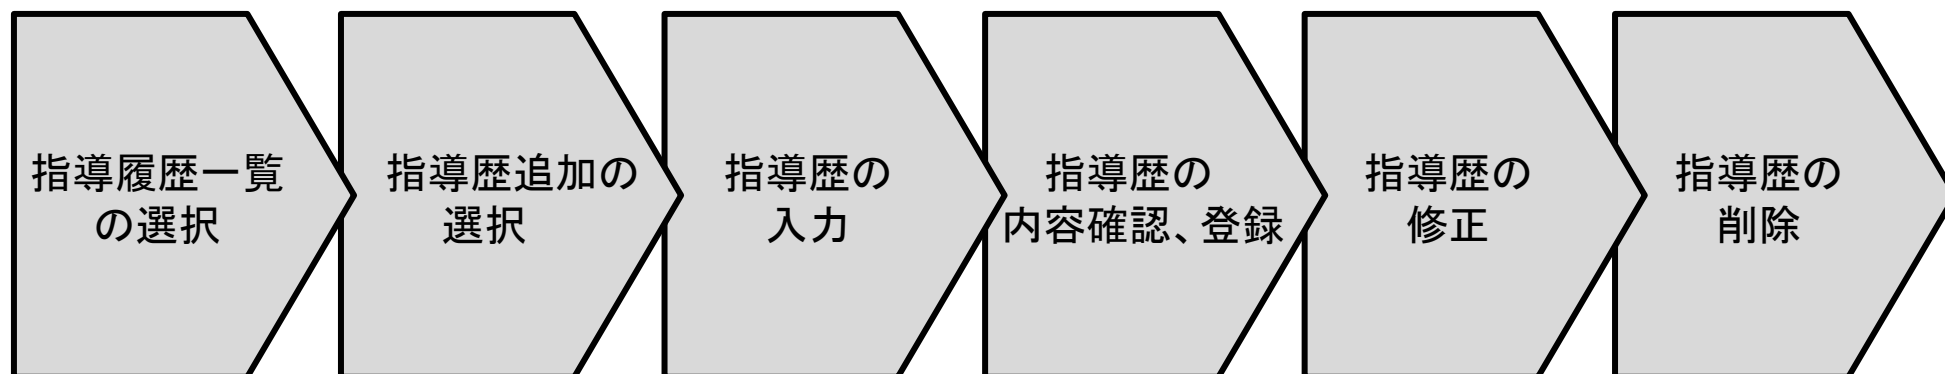 指導履歴一覧
の選択
指導歴追加の
選択
指導歴の
入力
指導歴の
内容確認、登録
指導歴の
修正
指導歴の
削除